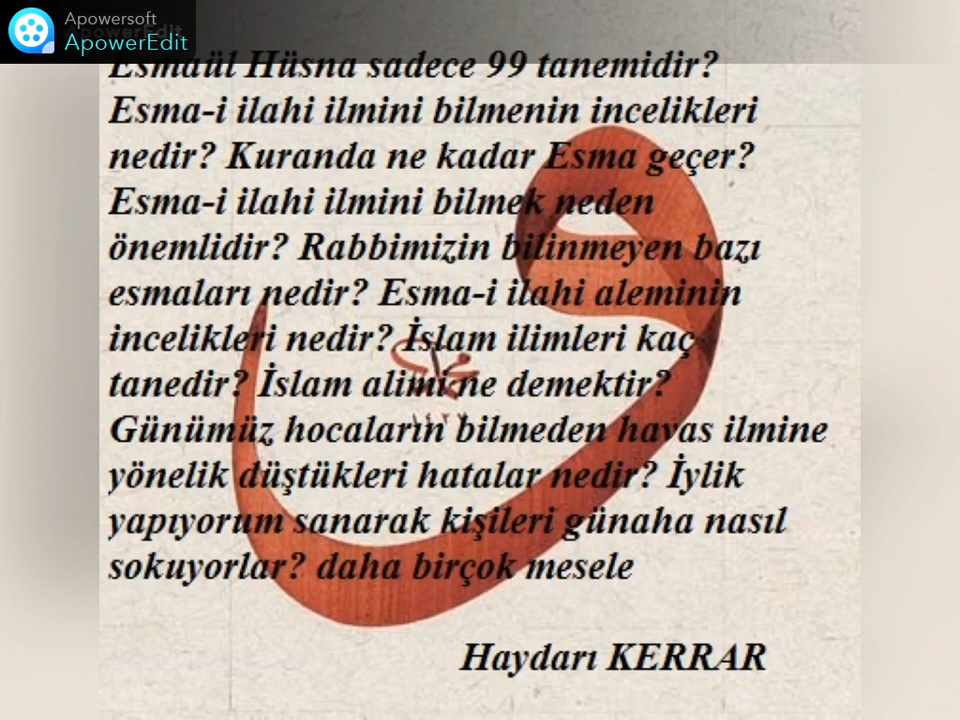 Apowersoft
ApowerEdit
Esmaül Hüsna sadece 99 tanemidir?
Esma-i ilahi ilmini bilmenin incelikleri
nedir? Kuranda ne kadar Esma geçer?
Esma-i ilahi ilmini bilmek neden
önemlidir? Rabbimizin bilinmeyen bazı
esmaları nedir? Esma-i ilahi aleminin
incelikleri nedir? İslam ilimleri kaç
tanedir? İslam alimi ne demektir?
Günümüz hocaların bilmeden havas ilmine
yönelik düştükleri hatalar nedir? İylik
yapıyorum sanarak kişileri günaha nasıl
sokuyorlar? daha birçok mesele
Haydarı KERRAR